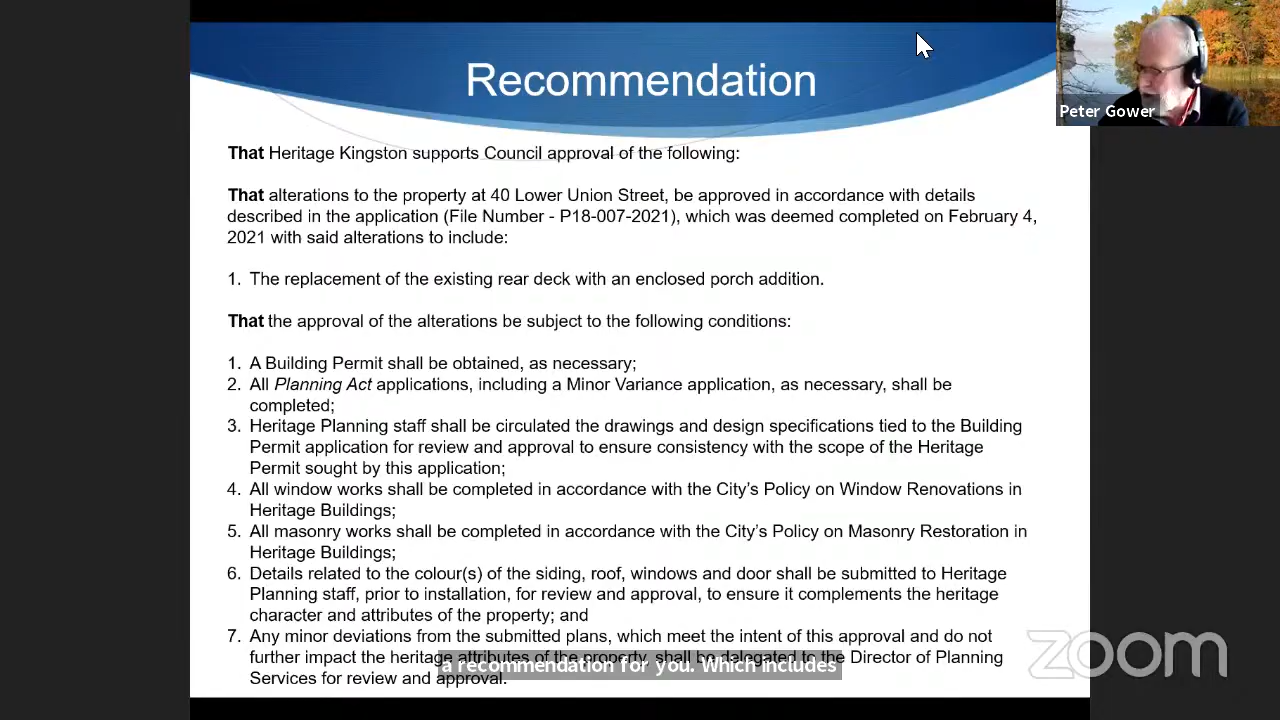 Recommendation
Peter Gower
That Heritage Kingston supports Council approval of the following:
That alterations to the property at 40 Lower Union Street, be approved in accordance with details
described in the application (File Number - P18-007-2021), which was deemed completed on February 4,
2021 with said alterations to include:
1. The replacement of the existing rear deck with an enclosed porch addition.
That the approval of the alterations be subject to the following conditions:
1. A Building Permit shall be obtained, as necessary;
2. All Planning Act applications, including a Minor Variance application, as necessary, shall be
completed;
3. Heritage Planning staff shall be circulated the drawings and design specifications tied to the Building
Permit application for review and approval to ensure consistency with the scope of the Heritage
Permit sought by this application;
4. All window works shall be completed in accordance with the City's Policy on Window Renovations in
Heritage Buildings;
5. All masonry works shall be completed in accordance with the City's Policy on Masonry Restoration in
Heritage Buildings;
6. Details related to the colour(s) of the siding, roof, windows and door shall be submitted to Heritage
Planning staff, prior to installation, for review and approval, to ensure it complements the heritage
character and attributes of the property; and
7. Any minor deviations from the submitted plans, which meet the intent of this approval and do not
further impact the heritage attributes of the property, shall be delegated to the Director of Planning
Services for review and approval.
a recommendation for you. Which includes
zoom